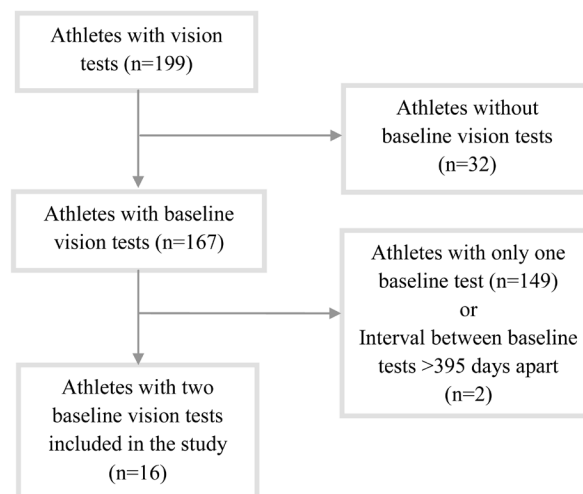 Athletes with vision
tests (n=199)
Athletes without
baseline vision tests
(n=32)
Athletes with baseline
vision tests (n=167)
Athletes with only one
baseline test (n=149)
or
Interval between baseline
tests >395 days apart
(n=2)
Athletes with two
baseline vision tests
included in the study
(n=16)